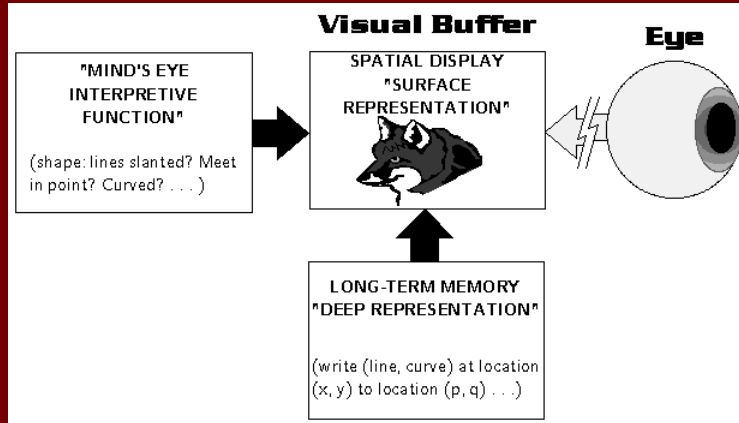 Visual Buffer
Eye
"MIND'S EYE
INTERPRETIVE
FUNCTION"
(shape: lines slanted? Meet
in point? Curved? . . . )
SPATIAL DISPLAY
"SURFACE
REPRESENTATION"
LONG-TERM MEMORY
"DEEP REPRESENTATION"
(write (line, curve) at location
(x, y) to location (p, q) . . .)